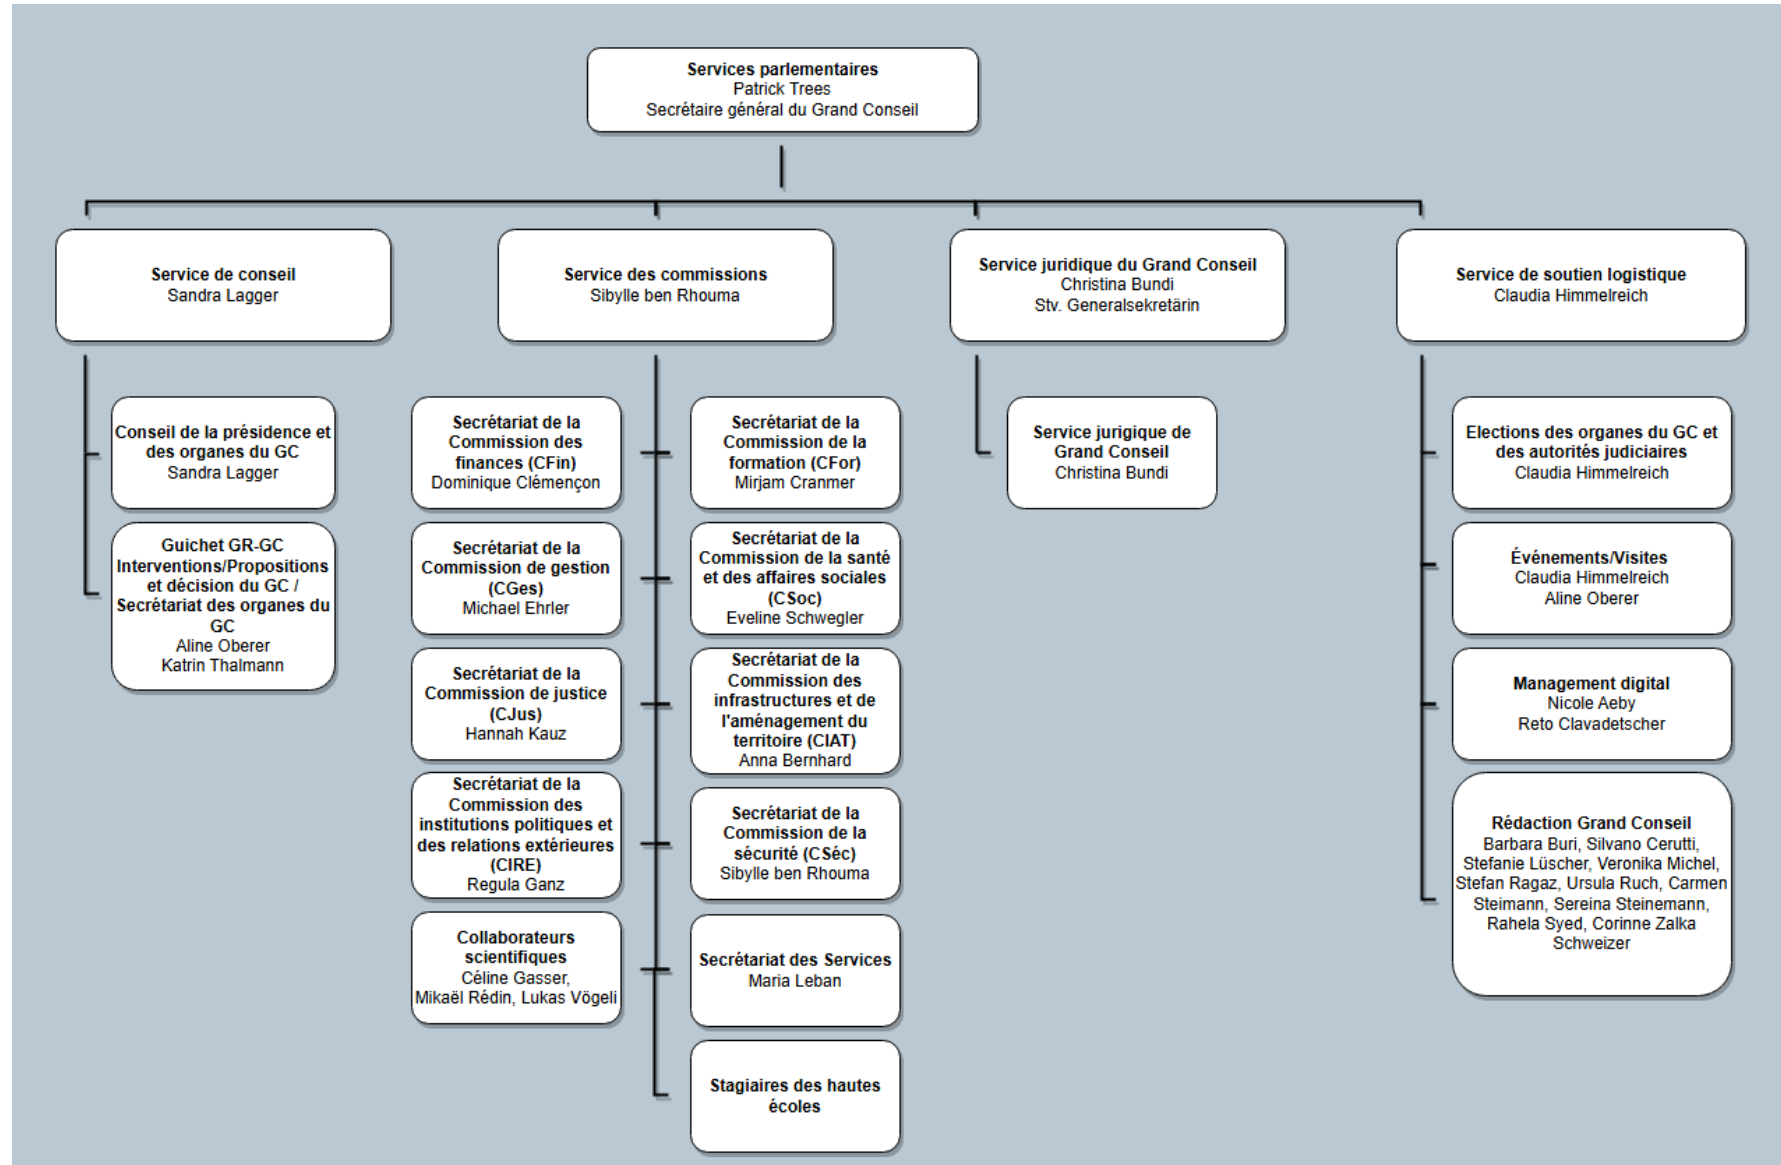 Services parlementaires
Patrick Trees
Secrétaire général du Grand Conseil
Service de conseil
Sandra Lagger
Service des commissions
Sibylle ben Rhouma
Service juridique du Grand Conseil
Christina Bundi
Stv. Generalsekretärin
Service de soutien logistique
Claudia Himmelreich
Conseil de la présidence et
des organes du GC
Sandra Lagger
Guichet GR-GC
Interventions/Propositions
et décision du GC /
Secrétariat des organes du
GC
Aline Oberer
Katrin Thalmann
Secrétariat de la
Commission des
finances (CFin)
Dominique Clémençon
Secrétariat de la
Commission de la
formation (CFor)
Mirjam Cranmer
Secrétariat de la
Commission de gestion
(CGes)
Michael Ehrler
Secrétariat de la
Commission de la santé
et des affaires sociales
(CSoc)
Eveline Schwegler
Secrétariat de la
Commission de justice
(CJus)
Hannah Kauz
Secrétariat de la
Commission des
infrastructures et de
l'aménagement du
territoire (CIAT)
Anna Bernhard
Secrétariat de la
Commission des
institutions politiques et
des relations extérieures
(CIRE)
Regula Ganz
Secrétariat de la
Commission de la
sécurité (CSéc)
Sibylle ben Rhouma
Collaborateurs
scientifiques
Céline Gasser,
Mikaël Rédin, Lukas Vögeli
Secrétariat des Services
Maria Leban
Stagiaires des hautes
écoles
Service jurigique de
Grand Conseil
Christina Bundi
Elections des organes du GC et
des autorités judiciaires
Claudia Himmelreich
Événements/Visites
Claudia Himmelreich
Aline Oberer
Management digital
Nicole Aeby
Reto Clavadetscher
Rédaction Grand Conseil
Barbara Buri, Silvano Cerutti,
Stefanie Lüscher, Veronika Michel,
Stefan Ragaz, Ursula Ruch, Carmen
Steimann, Sereina Steinemann,
Rahela Syed, Corinne Zalka
Schweizer